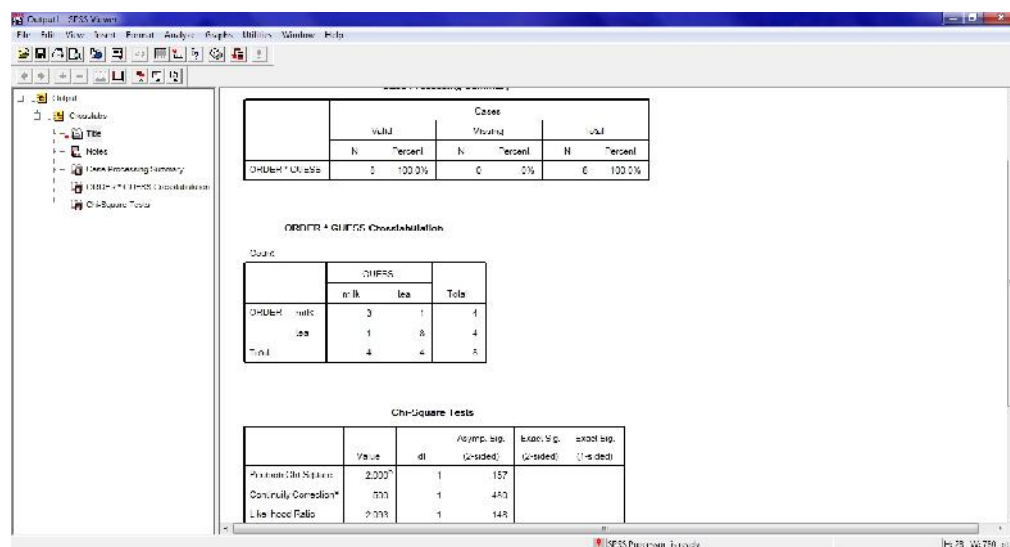 Output1 - SPSS Viewer
File Edit View Insert Format Analyze Graphs Utilities Window Help
Output
Crosstabs
Title
Notes
Case Processing Summary
ORDER * GUESS Crosstabulation
Chi-Square Tests
Case Processing Summary
Cases
Valid Missing Total
N Percent N Percent N Percent
ORDER * GUESS 8 100.0% 0 .0% 8 100.0%
ORDER * GUESS Crosstabulation
Count
GUESS
milk tea Total
ORDER milk 3 1 4
tea 1 3 4
Total 4 4 8
Chi-Square Tests
Value df Asymp. Sig. (2-sided) Exact Sig. (2-sided) Exact Sig. (1-sided)
Pearson Chi-Square 2.000 1 .157
Continuity Correction .500 1 .480
Likelihood Ratio 2.093 1 .148
SPSS Processor is ready